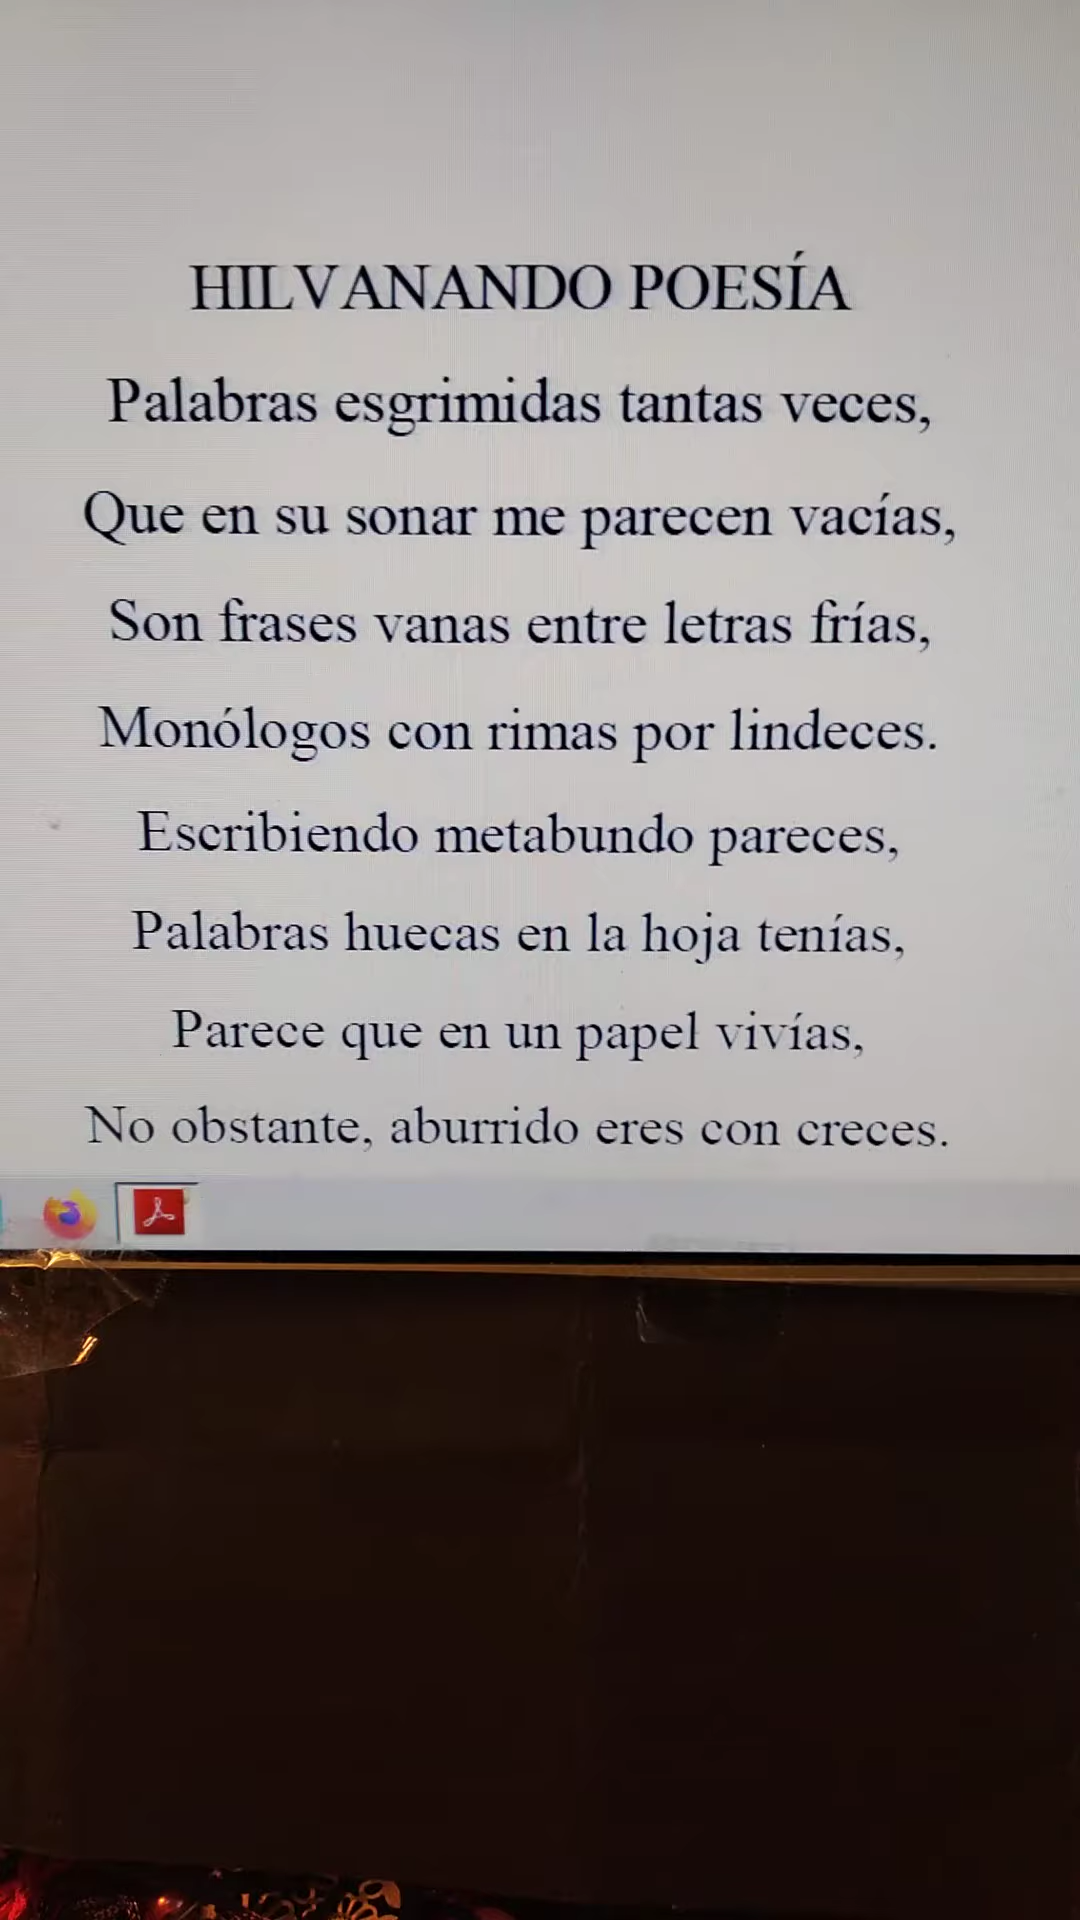 HILVANANDO POESÍA
Palabras esgrimidas tantas veces,
Que en su sonar me parecen vacías,
Son frases vanas entre letras frías,
Monólogos con rimas por lindeces.
Escribiendo metabundo pareces,
Palabras huecas en la hoja tenías,
Parece que en un papel vivías,
No obstante, aburrido eres con creces.